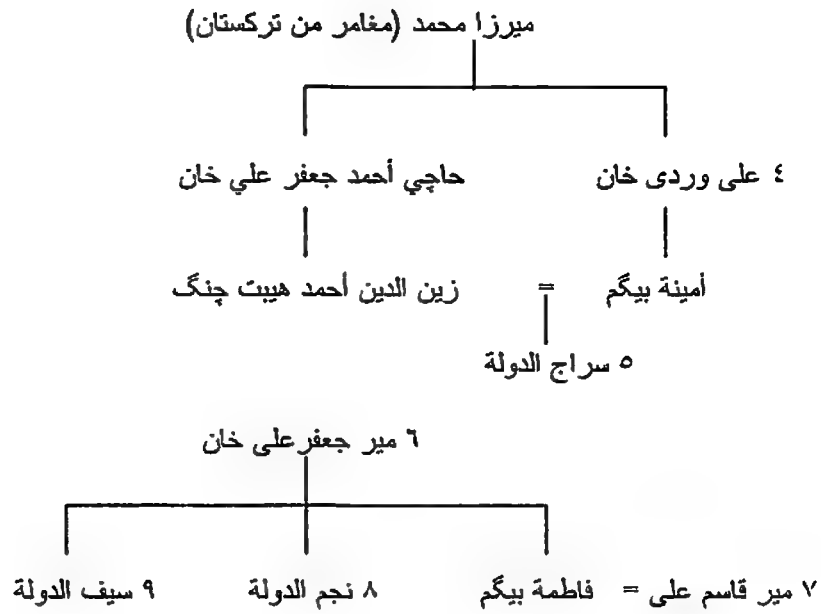 ميرزا محمد (مغامر من تركستان)
٤ على وردى خان حاجي أحمد جعفر علي خان
أمينة بيگم = زين الدين أحمد هيبت چنگ
٥ سراج الدولة
٦ مير جعفر على خان
٧ مير قاسم على = فاطمة بيگم ٨ نجم الدولة ٩ سيف الدولة